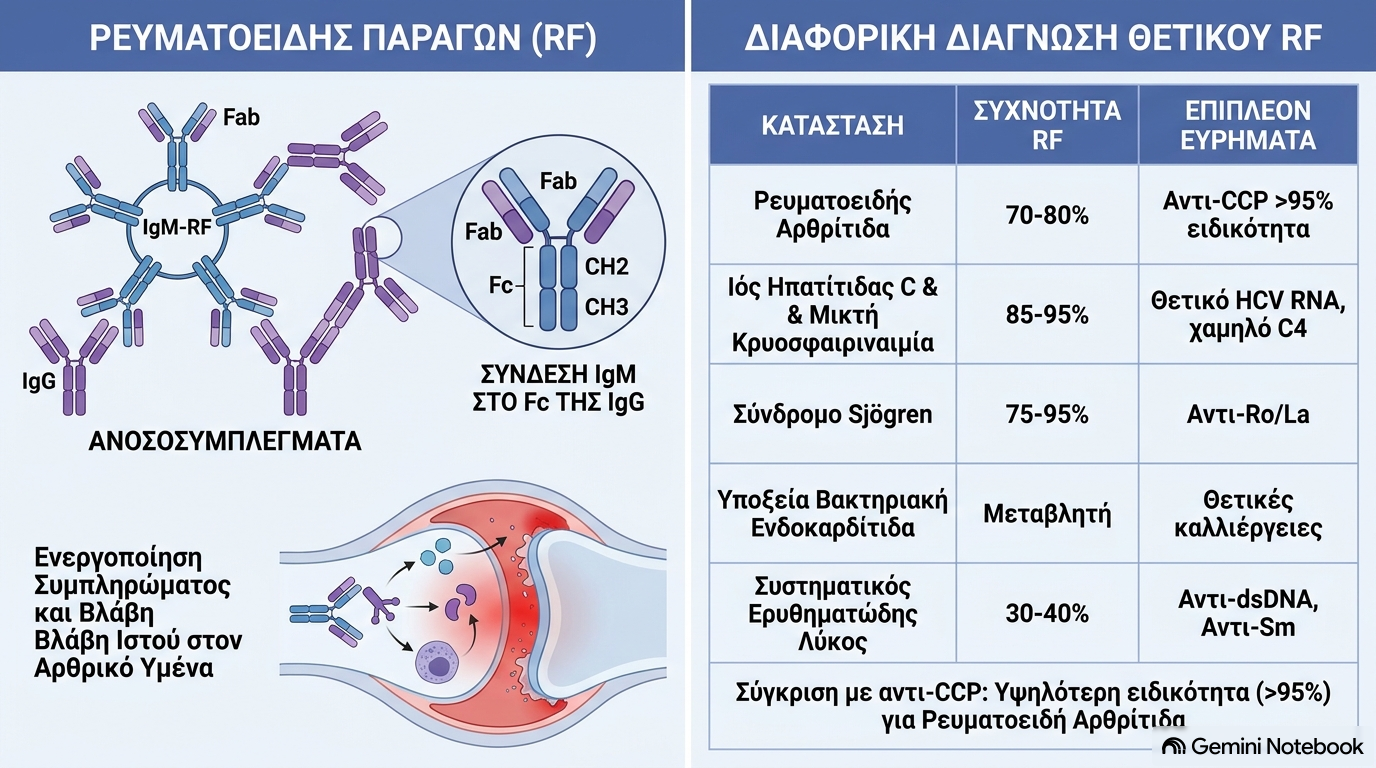 ΡΕΥΜΑΤΟΕΙΔΗΣ ΠΑΡΑΓΩΝ (RF)
Fab
IgM-RF
IgG
ΑΝΟΣΟΣΥΜΠΛΕΓΜΑΤΑ
Fab
Fab
Fc
CH2
CH3
ΣΥΝΔΕΣΗ IgM
ΣΤΟ Fc ΤΗΣ IgG
Ενεργοποίηση
Συμπληρώματος
και Βλάβη
Βλάβη Ιστού στον
Αρθρικό Υμένα
ΔΙΑΦΟΡΙΚΗ ΔΙΑΓΝΩΣΗ ΘΕΤΙΚΟΥ RF
ΚΑΤΑΣΤΑΣΗ
ΣΥΧΝΟΤΗΤΑ
RF
ΕΠΙΠΛΕΟΝ
ΕΥΡΗΜΑΤΑ
Ρευματοειδής
Αρθρίτιδα
70-80%
Αντι-CCP >95%
ειδικότητα
Ιός Ηπατίτιδας C &
& Μικτή
Κρυοσφαιριναιμία
85-95%
Θετικό HCV RNA,
χαμηλό C4
Σύνδρομο Sjögren
75-95%
Αντι-Ro/La
Υποξεία Βακτηριακή
Ενδοκαρδίτιδα
Μεταβλητή
Θετικές
καλλιέργειες
Συστηματικός
Ερυθηματώδης
Λύκος
30-40%
Αντι-dsDNA,
Αντι-Sm
Σύγκριση με αντι-CCP: Υψηλότερη ειδικότητα (>95%)
για Ρευματοειδή Αρθρίτιδα
Gemini Notebook